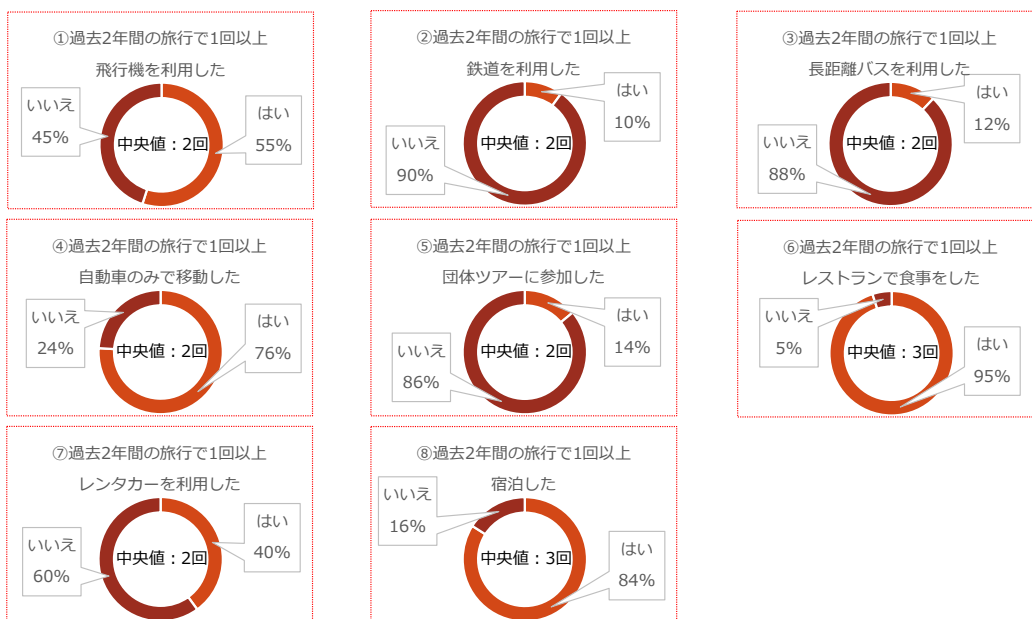 ①過去2年間の旅行で1回以上
飛行機を利用した
いいえ
45%
中央値：2回
はい
55%
②過去2年間の旅行で1回以上
鉄道を利用した
はい
10%
中央値：2回
いいえ
90%
③過去2年間の旅行で1回以上
長距離バスを利用した
はい
12%
中央値：2回
いいえ
88%
④過去2年間の旅行で1回以上
自動車のみで移動した
いいえ
24%
中央値：2回
はい
76%
⑤過去2年間の旅行で1回以上
団体ツアーに参加した
はい
14%
中央値：2回
いいえ
86%
⑥過去2年間の旅行で1回以上
レストランで食事をした
いいえ
5%
中央値：3回
はい
95%
⑦過去2年間の旅行で1回以上
レンタカーを利用した
はい
40%
中央値：2回
いいえ
60%
⑧過去2年間の旅行で1回以上
宿泊した
いいえ
16%
中央値：3回
はい
84%